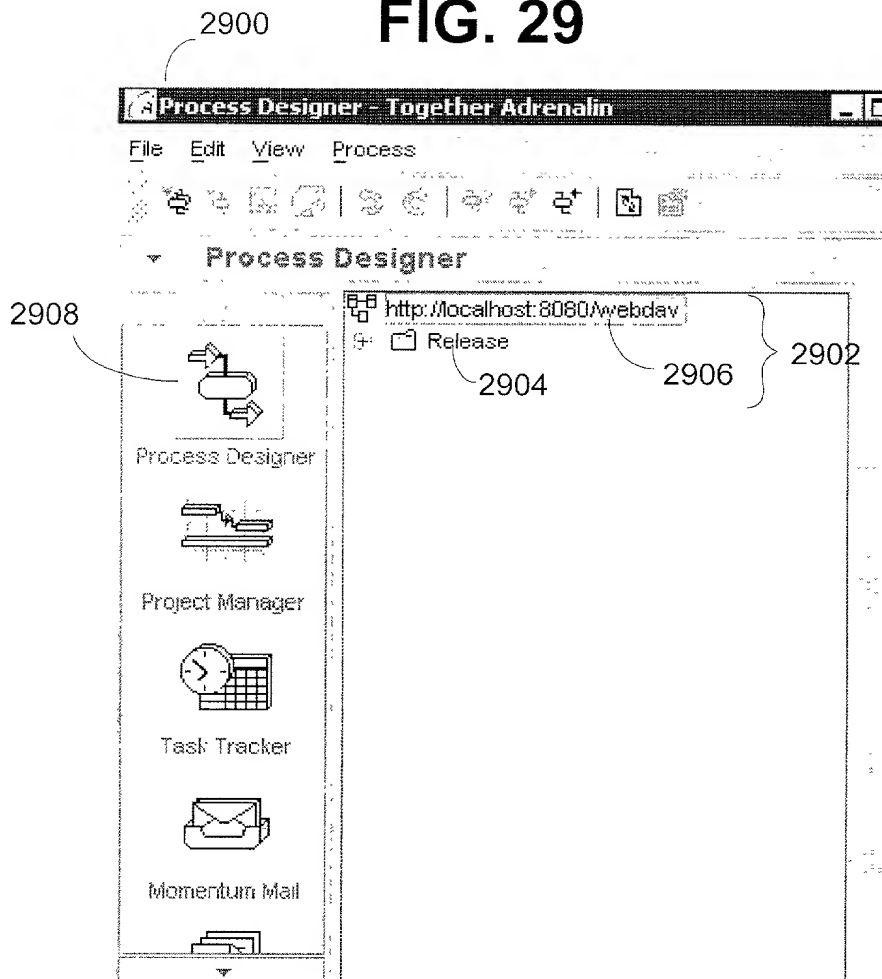 FIG. 29
2900
Process Designer - Together Adrenalin
File Edit View Process
Process Designer
2908
http://localhost:8080/webdav
Release
2904
2906
2902
Process Designer
Project Manager
Task Tracker
Momentum Mail